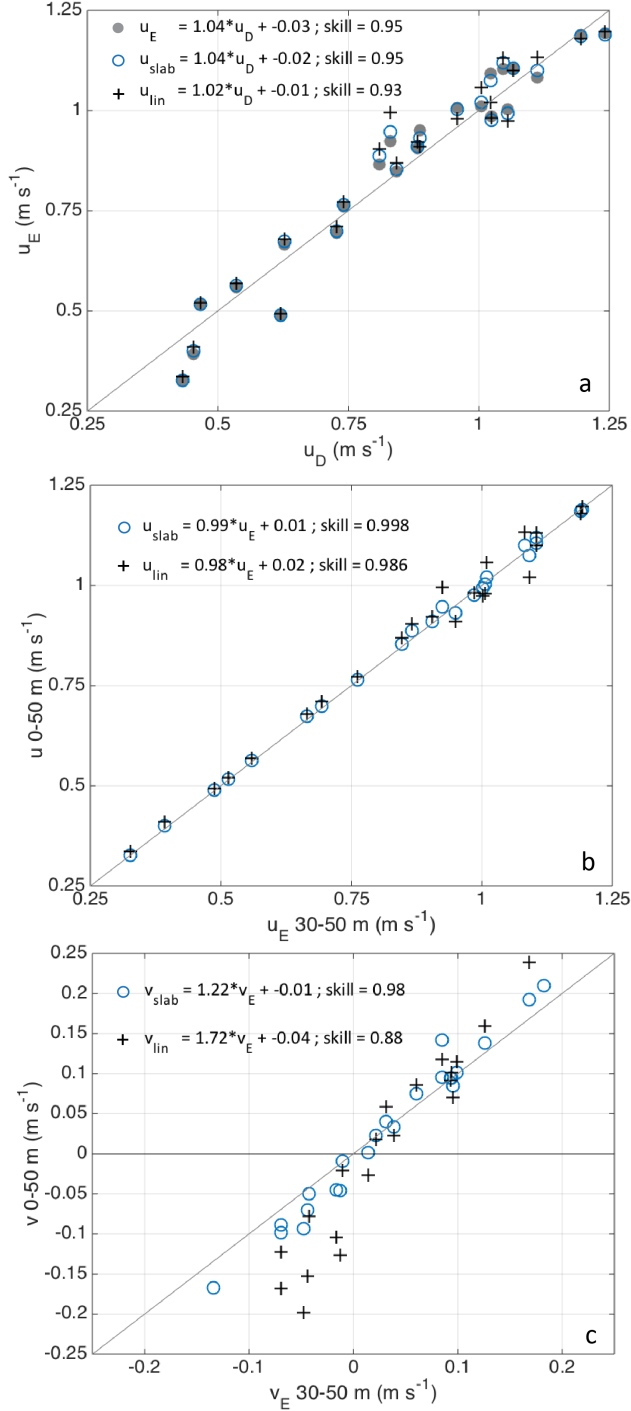 1.25
u_E = 1.04*u_D + -0.03 ; skill = 0.95
u_slab = 1.04*u_D + -0.02 ; skill = 0.95
u_lin = 1.02*u_D + -0.01 ; skill = 0.93
1
0.75
0.5
0.25
u_E (m s⁻¹)
a
0.25 0.5 0.75 1 1.25
u_D (m s⁻¹)
1.25
u_slab = 0.99*u_E + 0.01 ; skill = 0.998
u_lin = 0.98*u_E + 0.02 ; skill = 0.986
1
0.75
0.5
0.25
u 0-50 m (m s⁻¹)
b
0.25 0.5 0.75 1 1.25
u_E 30-50 m (m s⁻¹)
0.25
v_slab = 1.22*v_E + -0.01 ; skill = 0.98
v_lin = 1.72*v_E + -0.04 ; skill = 0.88
0.2
0.15
0.1
0.05
0
-0.05
-0.1
-0.15
-0.2
-0.25
v 0-50 m (m s⁻¹)
c
-0.2 -0.1 0 0.1 0.2
v_E 30-50 m (m s⁻¹)